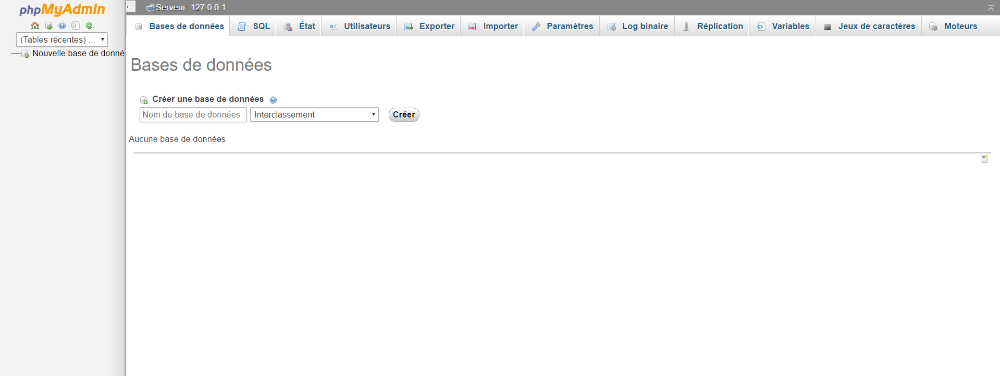 phpMyAdmin
(Tables récentes) ...
Nouvelle base de donné
Serveur: 127.0.0.1
Bases de données
SQL
État
Utilisateurs
Exporter
Importer
Paramètres
Log binaire
Réplication
Variables
Jeux de caractères
Moteurs
Bases de données
Créer une base de données
Nom de base de données
Interclassement
Créer
Aucune base de données